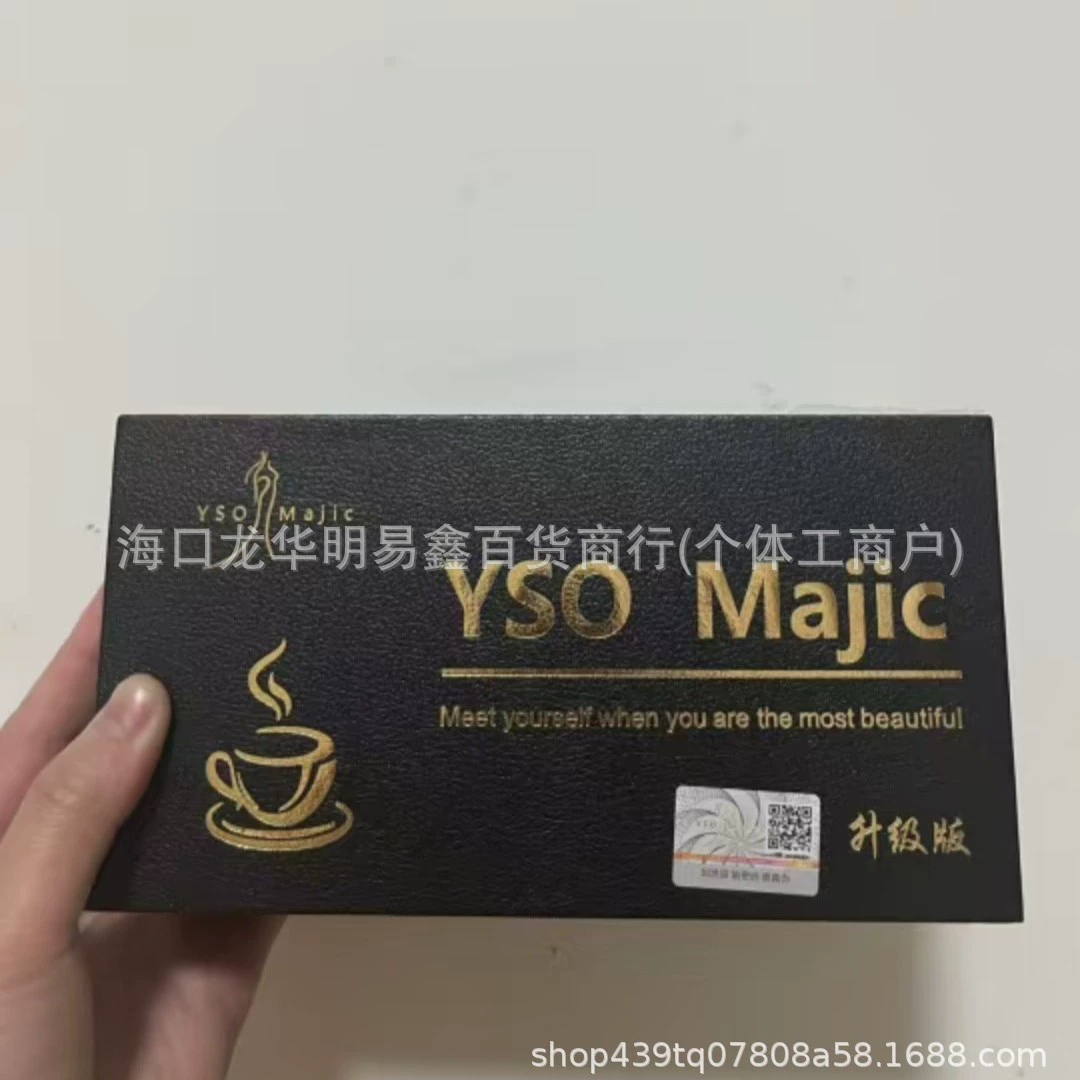 YSO Majic
海口龙华明易鑫百货商行(个体工商户)
YSO Majic
Meet yourself when you are the most beautiful
升级版
shop439tq07808a58.1688.com